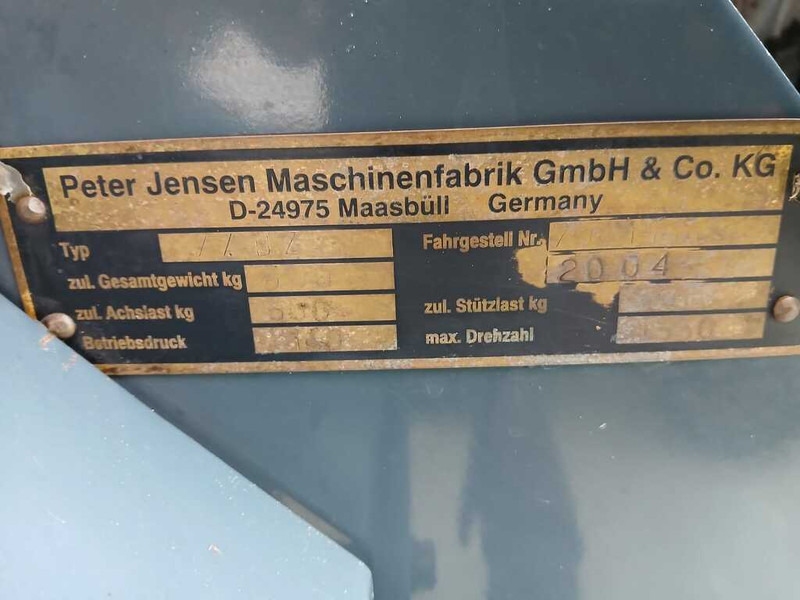 Peter Jensen Maschinenfabrik GmbH & Co. KG
D-24975 Maasbüll Germany
Typ
Fahrgestell Nr.
2004
zul. Gesamtgewicht kg
zul. Achslast kg
zul. Stützlast kg
Betriebsdruck
max. Drehzahl